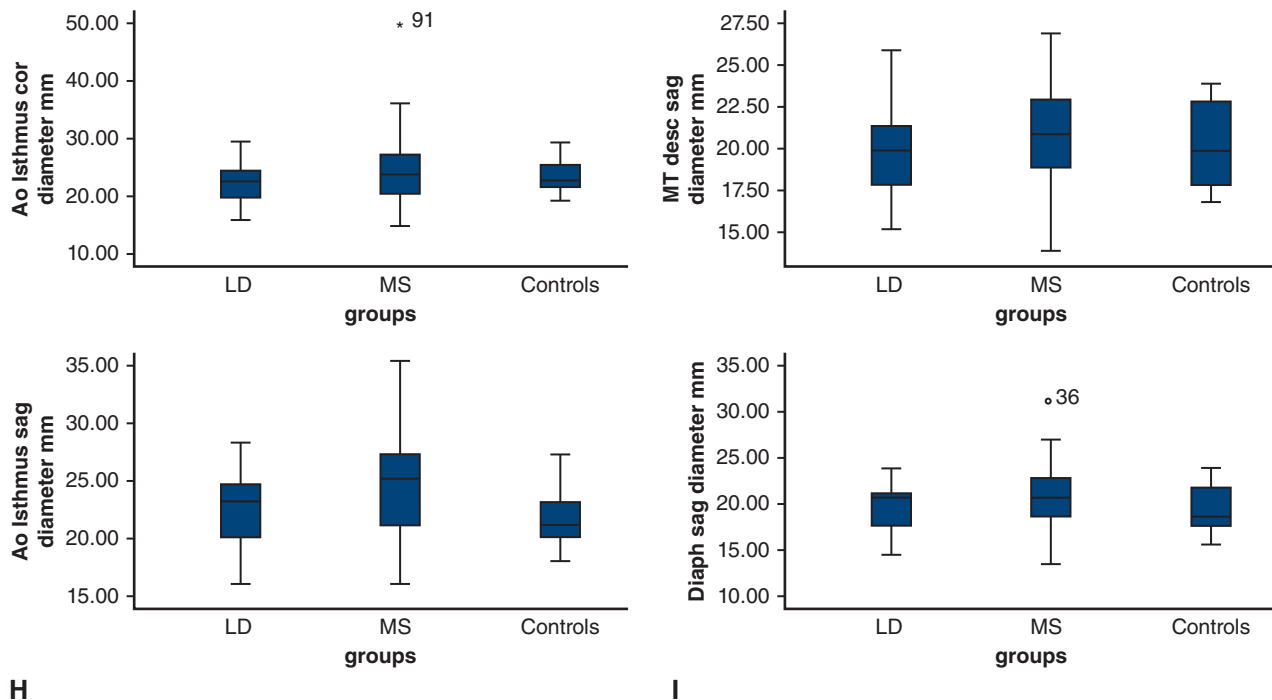 Ao Isthmus cor
diameter mm
50.00
40.00
30.00
20.00
10.00
* 91
LD
MS
Controls
groups
MT desc sag
diameter mm
27.50
25.00
22.50
20.00
17.50
15.00
LD
MS
Controls
groups
Ao Isthmus sag
diameter mm
35.00
30.00
25.00
20.00
15.00
LD
MS
Controls
groups
H
Diaph sag diameter mm
35.00
30.00
25.00
20.00
15.00
10.00
36
LD
MS
Controls
groups
I